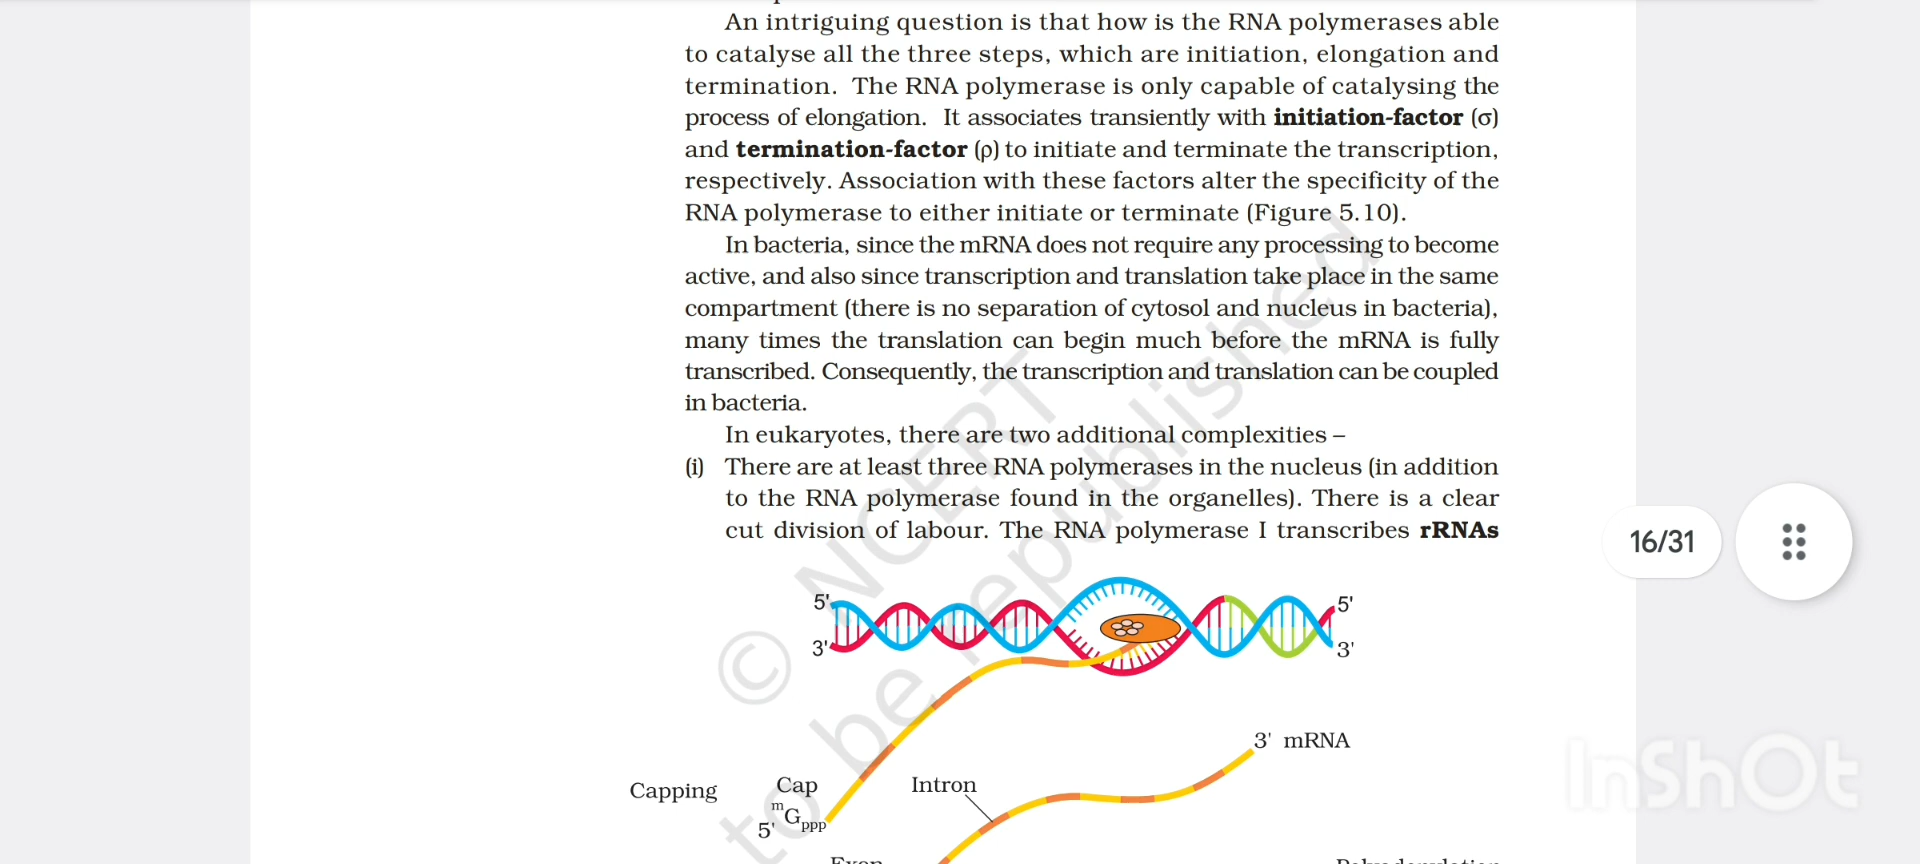 An intriguing question is that how is the RNA polymerases able
to catalyse all the three steps, which are initiation, elongation and
termination. The RNA polymerase is only capable of catalysing the
process of elongation. It associates transiently with initiation-factor (σ)
and termination-factor (ρ) to initiate and terminate the transcription,
respectively. Association with these factors alter the specificity of the
RNA polymerase to either initiate or terminate (Figure 5.10).
In bacteria, since the mRNA does not require any processing to become
active, and also since transcription and translation take place in the same
compartment (there is no separation of cytosol and nucleus in bacteria),
many times the translation can begin much before the mRNA is fully
transcribed. Consequently, the transcription and translation can be coupled
in bacteria.
In eukaryotes, there are two additional complexities –
(i) There are at least three RNA polymerases in the nucleus (in addition
to the RNA polymerase found in the organelles). There is a clear
cut division of labour. The RNA polymerase I transcribes rRNAs
16/31
5' 5'
3' 3'
3' mRNA
Capping Cap Intron
m
5' Gppp
Exon
© NCERT
to be republished
InShOt